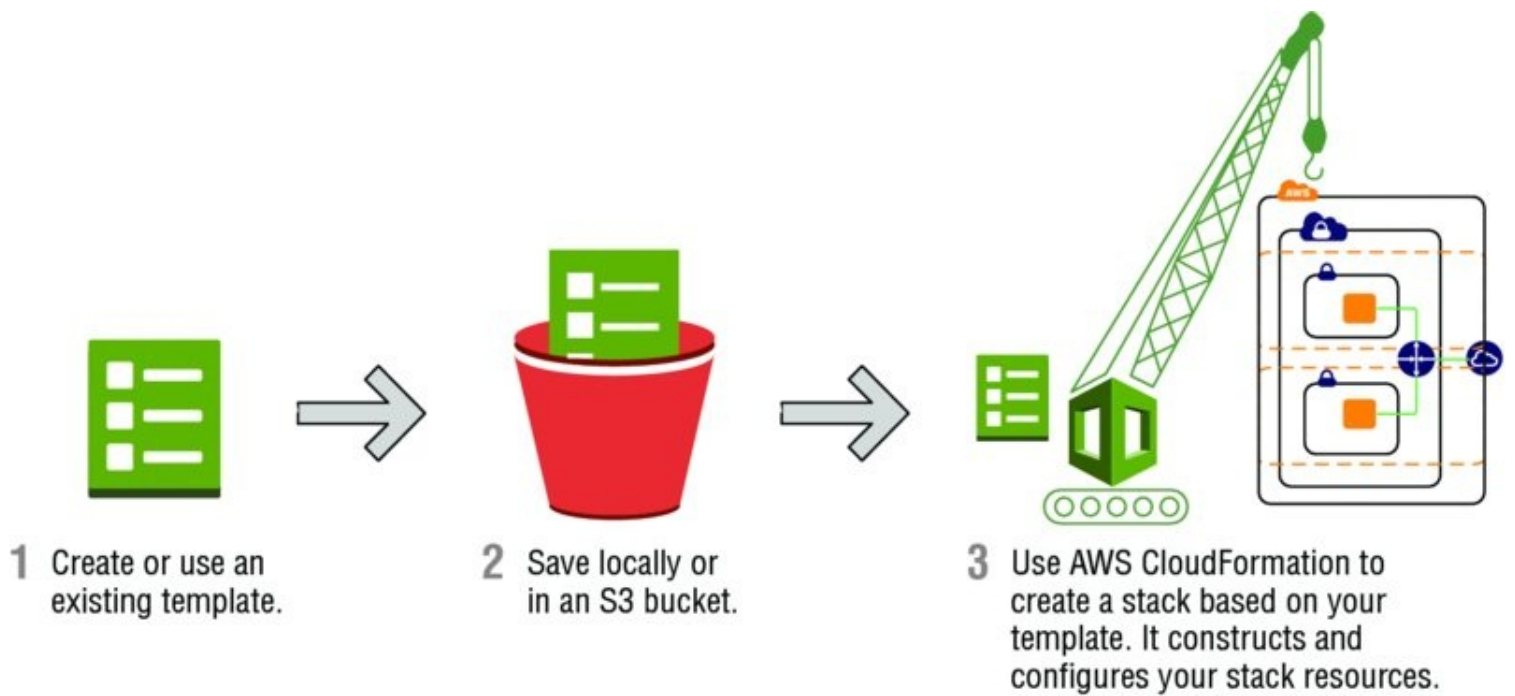 AWS
1 Create or use an
existing template.
2 Save locally or
in an S3 bucket.
3 Use AWS CloudFormation to
create a stack based on your
template. It constructs and
configures your stack resources.